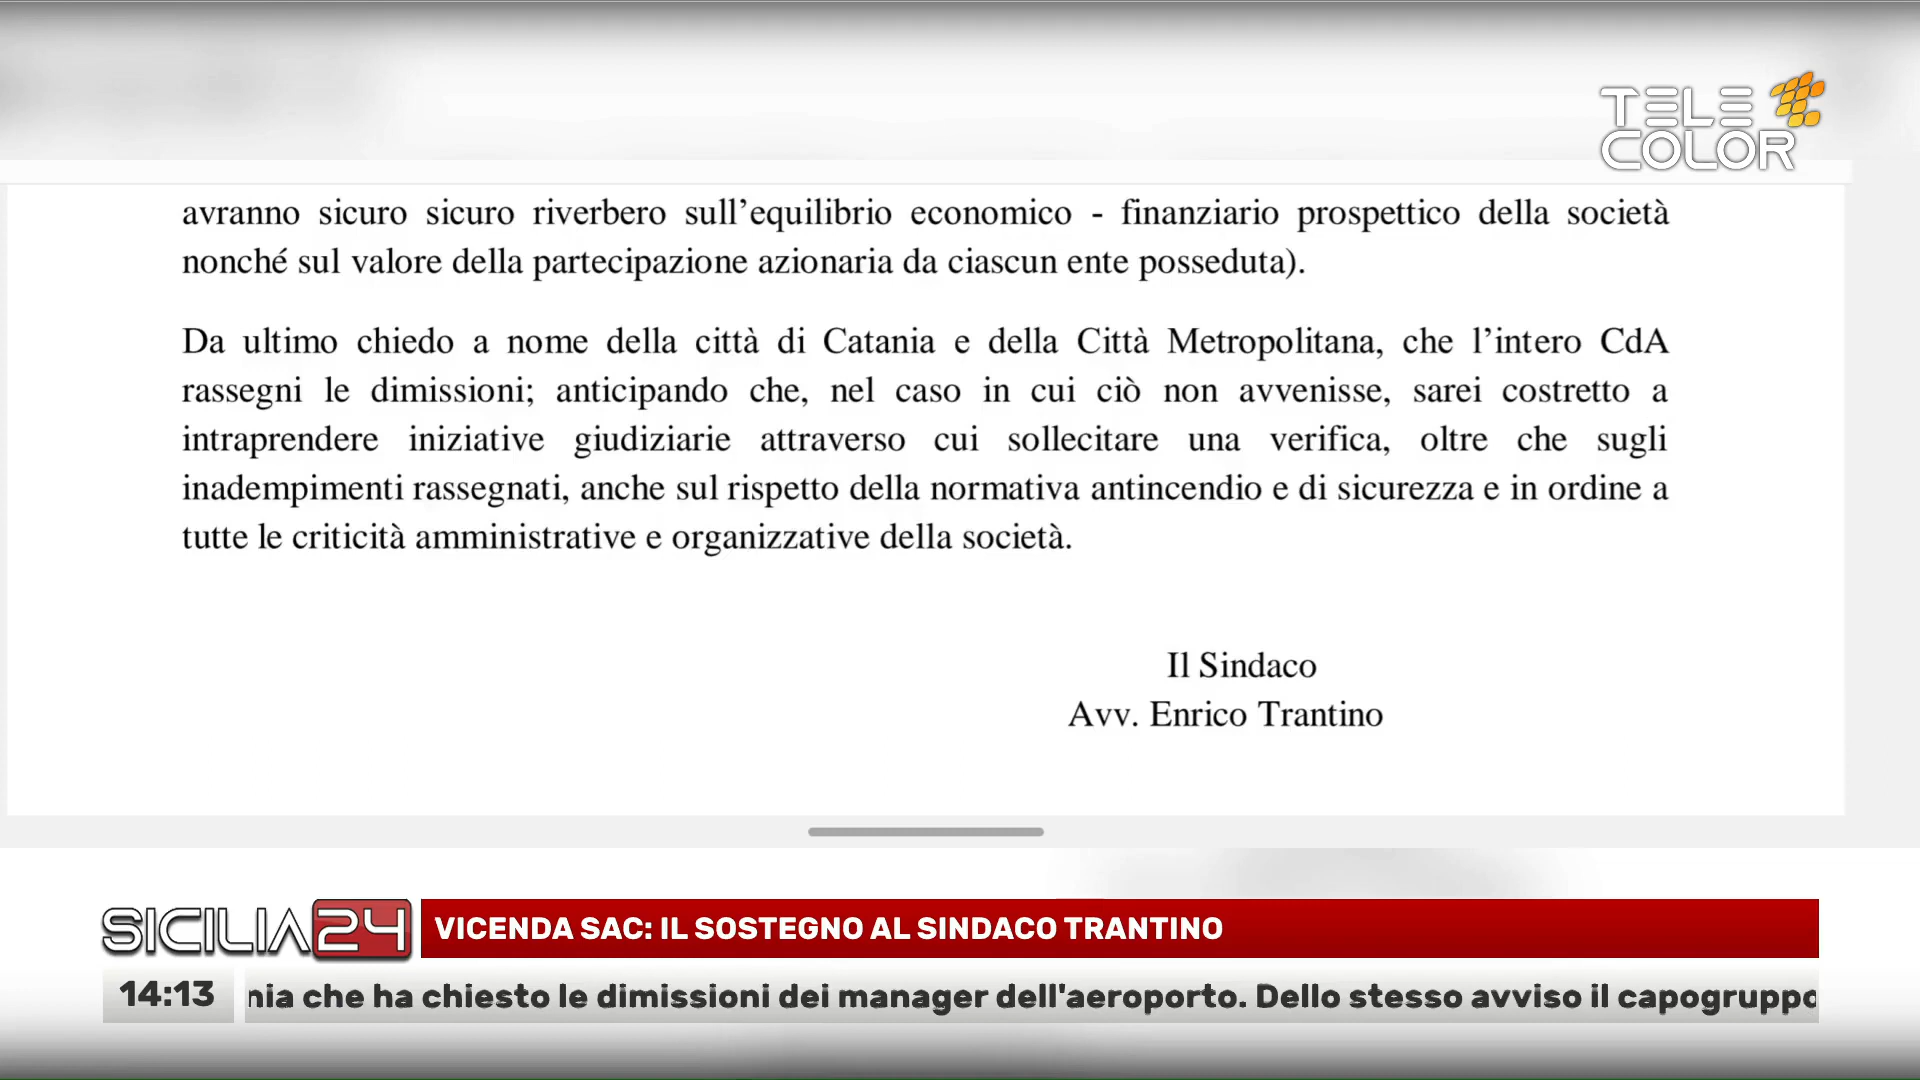 TELE
COLOR
avranno sicuro sicuro riverbero sull’equilibrio economico - finanziario prospettico della società
nonché sul valore della partecipazione azionaria da ciascun ente posseduta).
Da ultimo chiedo a nome della città di Catania e della Città Metropolitana, che l’intero CdA
rassegni le dimissioni; anticipando che, nel caso in cui ciò non avvenisse, sarei costretto a
intraprendere iniziative giudiziarie attraverso cui sollecitare una verifica, oltre che sugli
inadempimenti rassegnati, anche sul rispetto della normativa antincendio e di sicurezza e in ordine a
tutte le criticità amministrative e organizzative della società.
Il Sindaco
Avv. Enrico Trantino
SICILIA24
VICENDA SAC: IL SOSTEGNO AL SINDACO TRANTINO
14:13
nia che ha chiesto le dimissioni dei manager dell'aeroporto. Dello stesso avviso il capogruppo